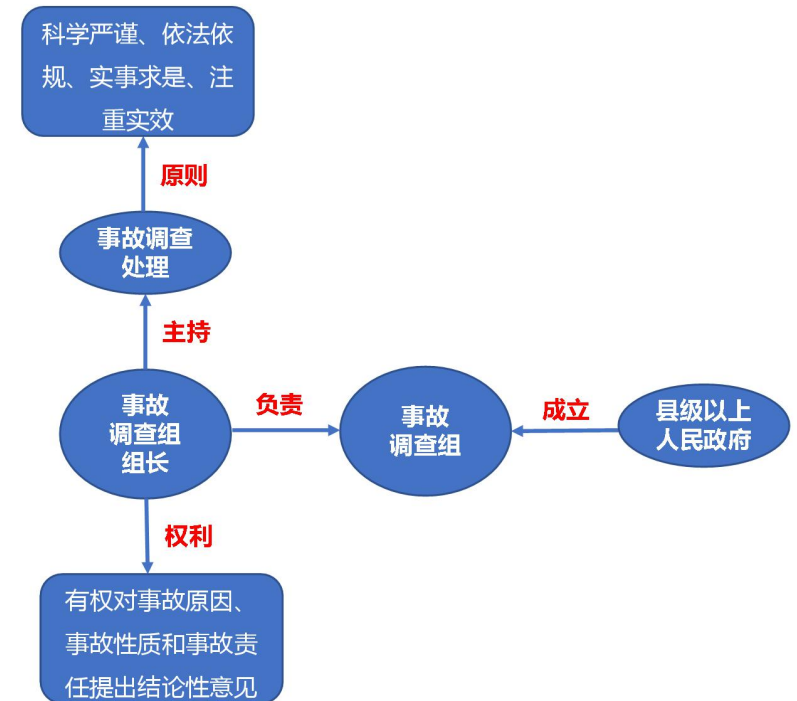 科学严谨、依法依
规、实事求是、注
重实效
原则
事故调查
处理
主持
事故
调查组
组长
负责
事故
调查组
成立
县级以上
人民政府
权利
有权对事故原因、
事故性质和事故责
任提出结论性意见